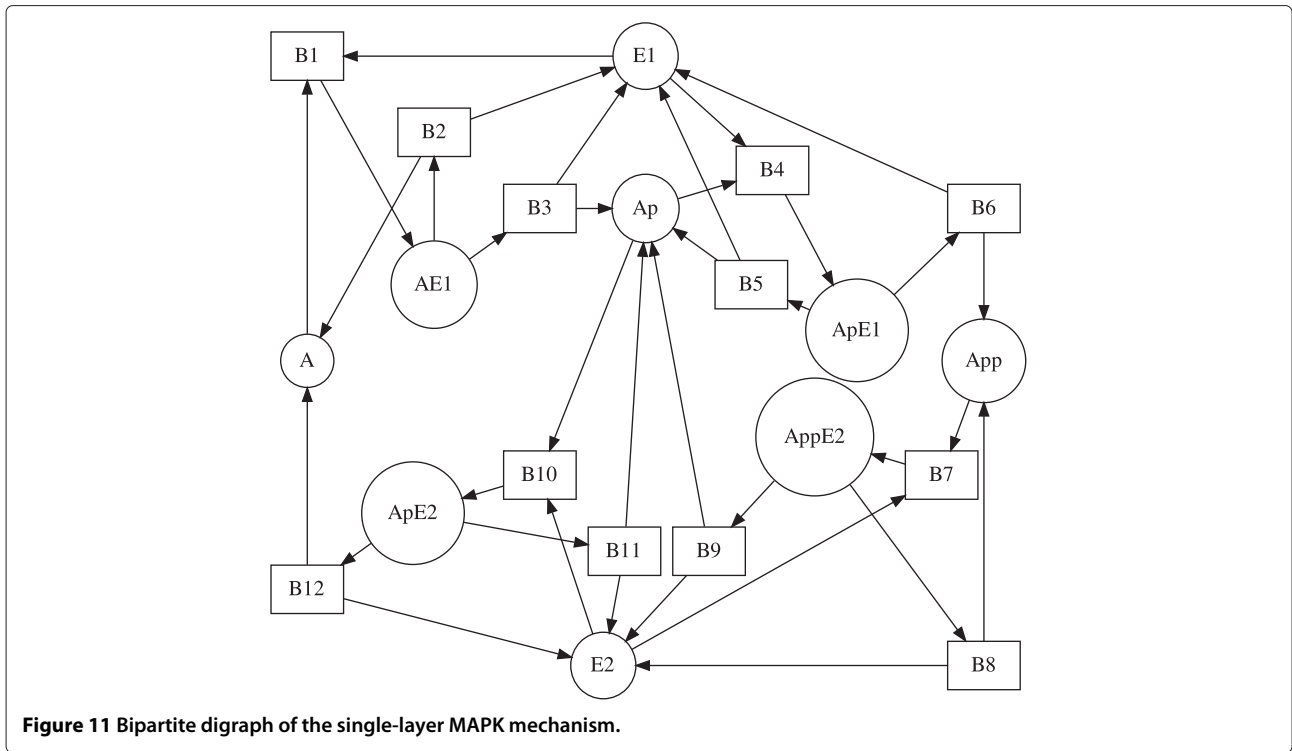 B1
E1
B2
B4
B3
Ap
B6
AE1
B5
ApE1
A
App
AppE2
B10
B7
ApE2
B11
B9
B12
E2
B8
Figure 11 Bipartite digraph of the single-layer MAPK mechanism.